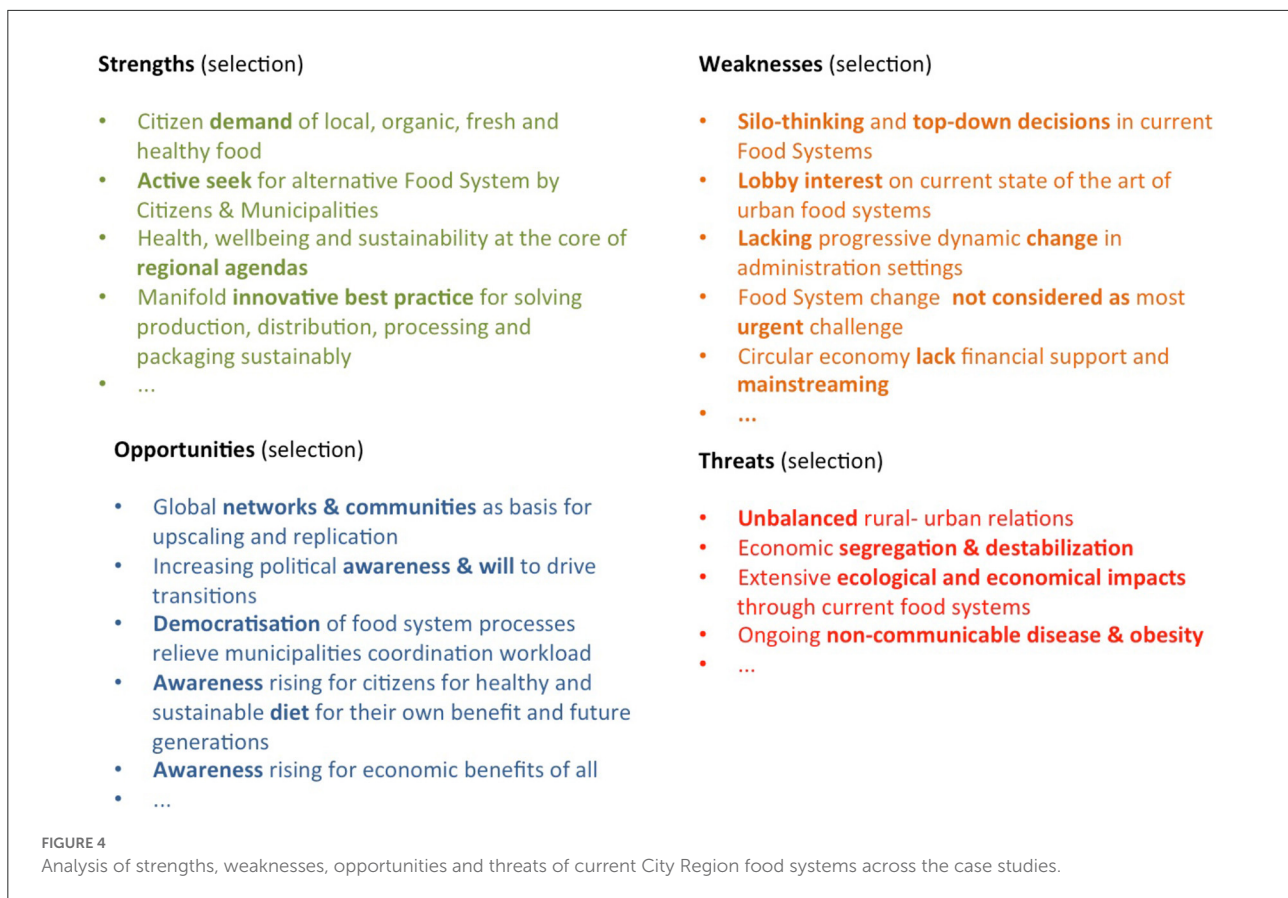 Strengths (selection)
• Citizen demand of local, organic, fresh and
healthy food
• Active seek for alternative Food System by
Citizens & Municipalities
• Health, wellbeing and sustainability at the core of
regional agendas
• Manifold innovative best practice for solving
production, distribution, processing and
packaging sustainably
• ...
Weaknesses (selection)
• Silo-thinking and top-down decisions in current
Food Systems
• Lobby interest on current state of the art of
urban food systems
• Lacking progressive dynamic change in
administration settings
• Food System change not considered as most
urgent challenge
• Circular economy lack financial support and
mainstreaming
• ...
Opportunities (selection)
• Global networks & communities as basis for
upscaling and replication
• Increasing political awareness & will to drive
transitions
• Democratisation of food system processes
relieve municipalities coordination workload
• Awareness rising for citizens for healthy and
sustainable diet for their own benefit and future
generations
• Awareness rising for economic benefits of all
• ...
Threats (selection)
• Unbalanced rural- urban relations
• Economic segregation & destabilization
• Extensive ecological and economical impacts
through current food systems
• Ongoing non-communicable disease & obesity
• ...
FIGURE 4
Analysis of strengths, weaknesses, opportunities and threats of current City Region food systems across the case studies.